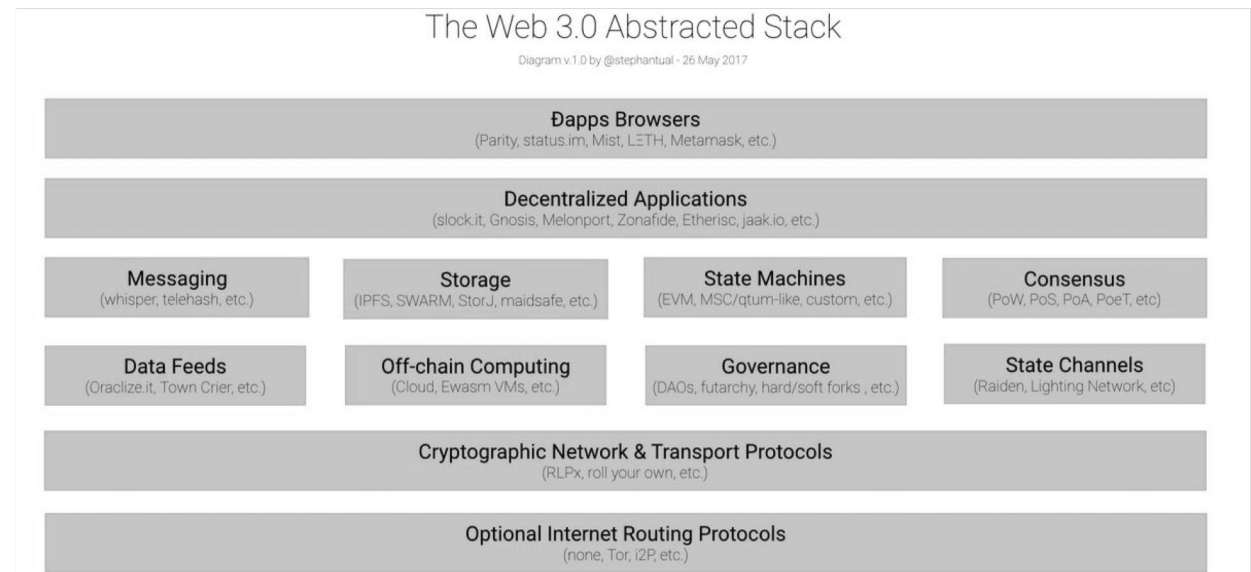 The Web 3.0 Abstracted Stack
Diagram v.1.0 by @stephantual - 26 May 2017
Đapps Browsers
(Parity, status.im, Mist, LΞTH, Metamask, etc.)
Decentralized Applications
(slock.it, Gnosis, Melonport, Zonafide, Etherisc, jaak.io, etc.)
Messaging
(whisper, telehash, etc.)
Storage
(IPFS, SWARM, StorJ, maidsafe, etc.)
State Machines
(EVM, MSC/qtum-like, custom, etc.)
Consensus
(PoW, PoS, PoA, PoeT, etc)
Data Feeds
(Oraclize.it, Town Crier, etc.)
Off-chain Computing
(Cloud, Ewasm VMs, etc.)
Governance
(DAOs, futarchy, hard/soft forks , etc.)
State Channels
(Raiden, Lighting Network, etc)
Cryptographic Network & Transport Protocols
(RLPx, roll your own, etc.)
Optional Internet Routing Protocols
(none, Tor, i2P, etc.)